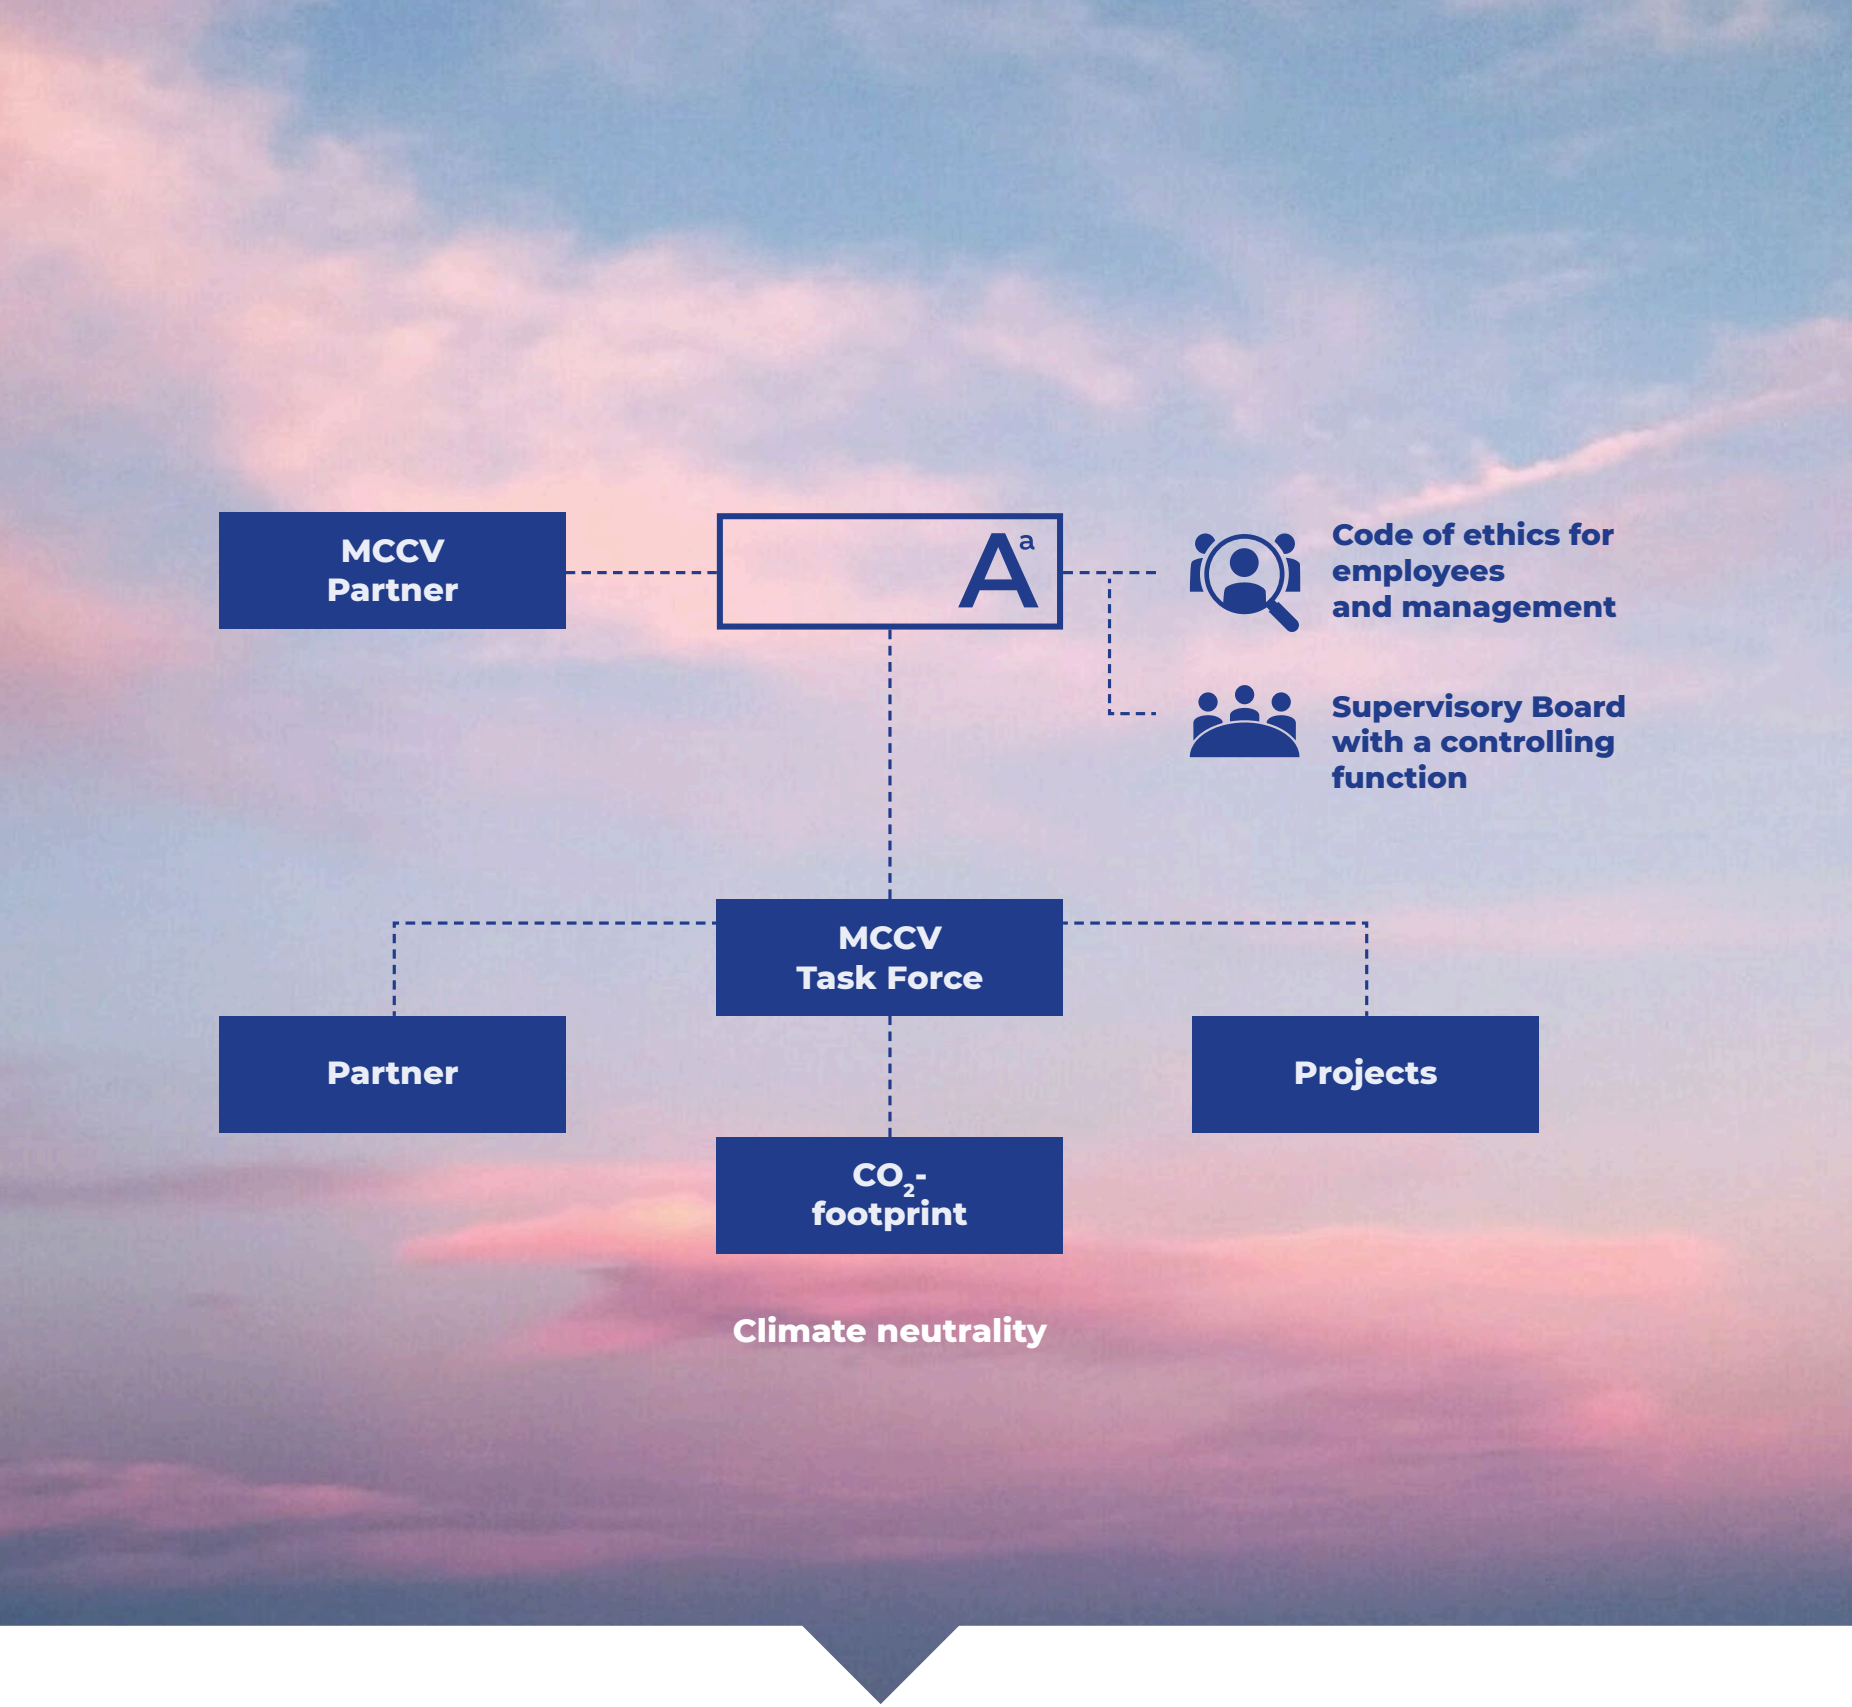 MCCV
Partner
Aa
Code of ethics for
employees
and management
Supervisory Board
with a controlling
function
MCCV
Task Force
Partner
Projects
CO₂-
footprint
Climate neutrality